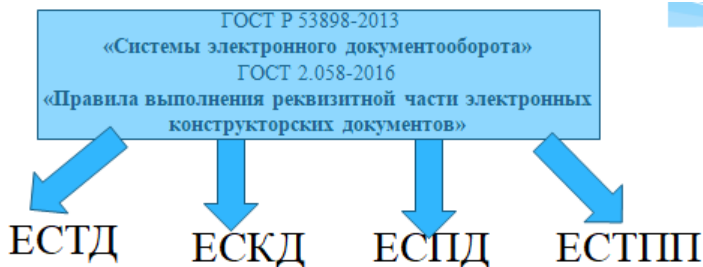 ГОСТ Р 53898-2013
«Системы электронного документооборота»
ГОСТ 2.058-2016
«Правила выполнения реквизитной части электронных
конструкторских документов»
ЕСТД ЕСКД ЕСПД ЕСТПП